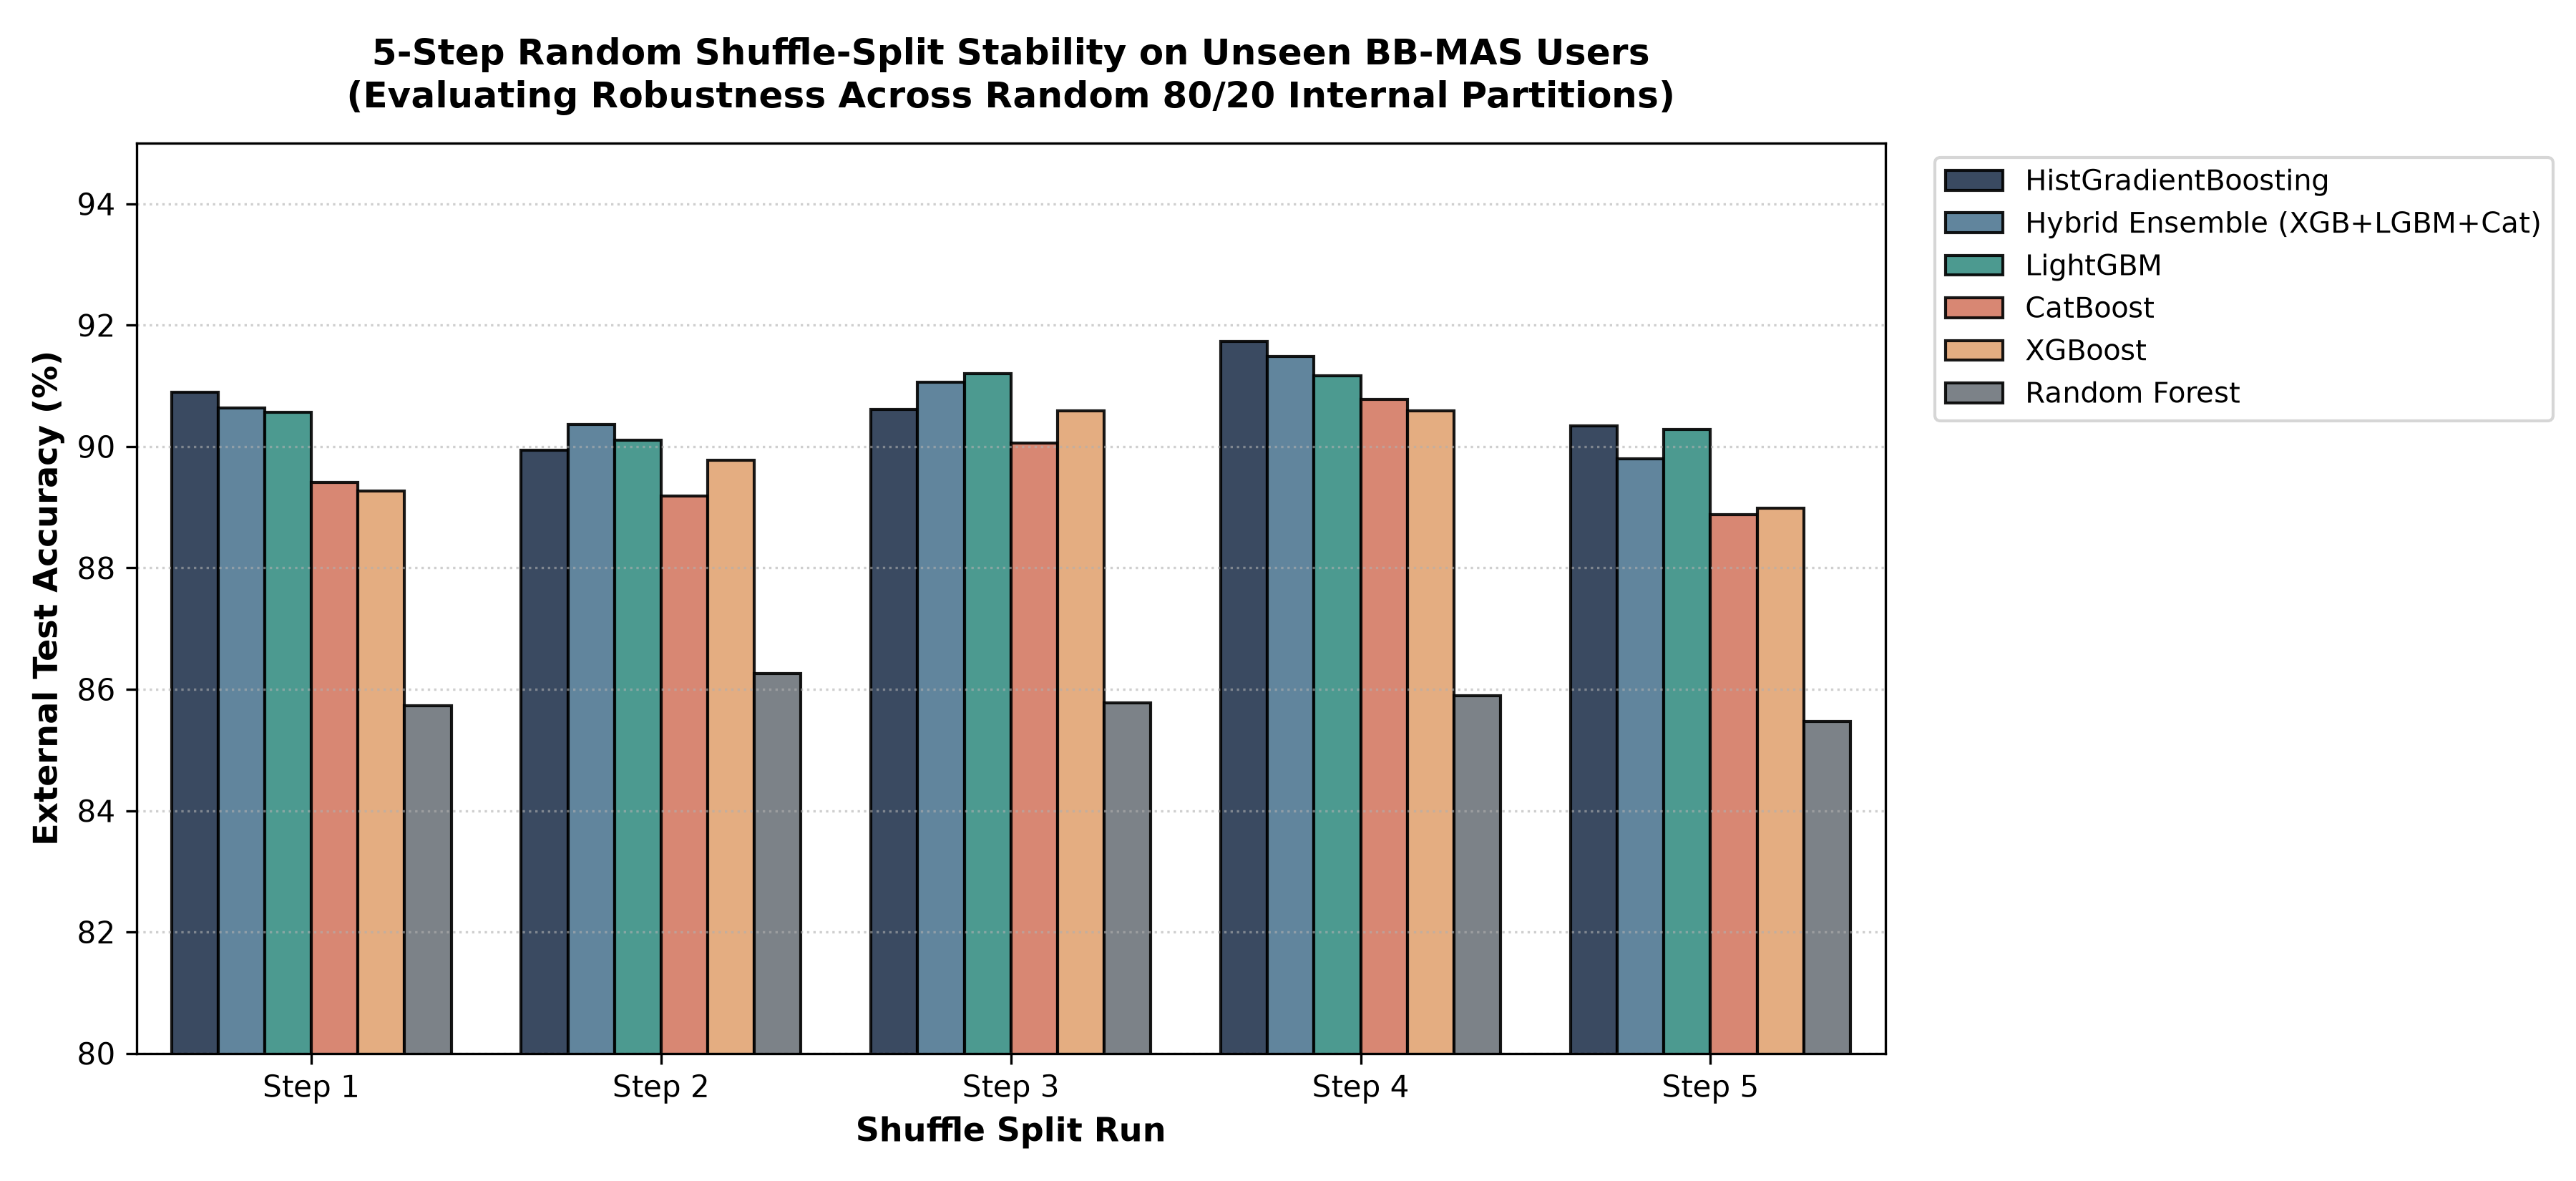 5-Step Random Shuffle-Split Stability on Unseen BB-MAS Users
(Evaluating Robustness Across Random 80/20 Internal Partitions)
External Test Accuracy (%)
94
92
90
88
86
84
82
80
Step 1
Step 2
Step 3
Step 4
Step 5
Shuffle Split Run
HistGradientBoosting
Hybrid Ensemble (XGB+LGBM+Cat)
LightGBM
CatBoost
XGBoost
Random Forest